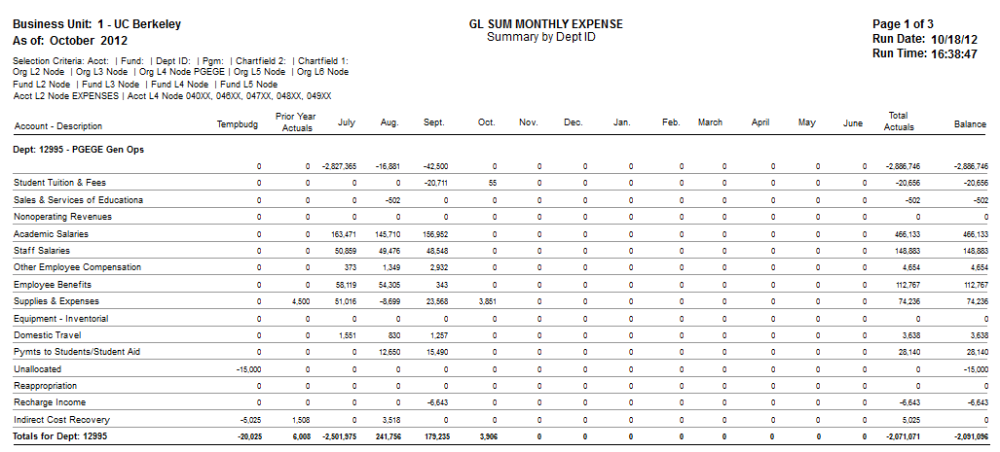 Business Unit: 1 - UC Berkeley GL SUM MONTHLY EXPENSE Page 1 of 3
As of: October 2012 Summary by Dept ID Run Date: 10/18/12
Run Time: 16:38:47
Selection Criteria: Acct: | Fund: | Dept ID: | Pgm: | Chartfield 2: | Chartfield 1:
Org L2 Node | Org L3 Node | Org L4 Node PGEGE | Org L5 Node | Org L6 Node
Fund L2 Node | Fund L3 Node | Fund L4 Node | Fund L5 Node
Acct L2 Node EXPENSES | Acct L4 Node 040XX, 046XX, 047XX, 048XX, 049XX
Account - Description Tempbudg Prior Year Actuals July Aug. Sept. Oct. Nov. Dec. Jan. Feb. March April May June Total Actuals Balance
Dept: 12995 - PGEGE Gen Ops
0 0 -2,827,365 -16,881 -42,500 0 0 0 0 0 0 0 0 0 -2,886,746 -2,886,746
Student Tuition & Fees 0 0 0 0 -20,711 55 0 0 0 0 0 0 0 0 -20,656 -20,656
Sales & Services of Educationa 0 0 0 -502 0 0 0 0 0 0 0 0 0 0 -502 -502
Nonoperating Revenues 0 0 0 0 0 0 0 0 0 0 0 0 0 0 0 0
Academic Salaries 0 0 163,471 145,710 156,952 0 0 0 0 0 0 0 0 0 466,133 466,133
Staff Salaries 0 0 50,859 49,476 48,548 0 0 0 0 0 0 0 0 0 148,883 148,883
Other Employee Compensation 0 0 373 1,349 2,932 0 0 0 0 0 0 0 0 0 4,654 4,654
Employee Benefits 0 0 58,119 54,305 343 0 0 0 0 0 0 0 0 0 112,767 112,767
Supplies & Expenses 0 4,500 51,016 -8,699 23,568 3,851 0 0 0 0 0 0 0 0 74,236 74,236
Equipment - Inventorial 0 0 0 0 0 0 0 0 0 0 0 0 0 0 0 0
Domestic Travel 0 0 1,551 830 1,257 0 0 0 0 0 0 0 0 0 3,638 3,638
Pymts to Students/Student Aid 0 0 0 12,650 15,490 0 0 0 0 0 0 0 0 0 28,140 28,140
Unallocated -15,000 0 0 0 0 0 0 0 0 0 0 0 0 0 0 -15,000
Reappropriation 0 0 0 0 0 0 0 0 0 0 0 0 0 0 0 0
Recharge Income 0 0 0 0 -6,643 0 0 0 0 0 0 0 0 0 -6,643 -6,643
Indirect Cost Recovery -5,025 1,508 0 3,518 0 0 0 0 0 0 0 0 0 0 5,025 0
Totals for Dept: 12995 -20,025 6,008 -2,501,975 241,756 179,235 3,906 0 0 0 0 0 0 0 0 -2,071,071 -2,091,096